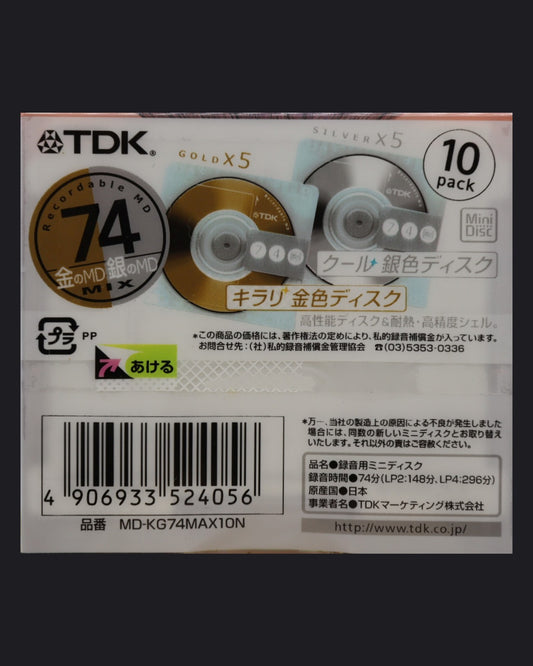 TDK®
GOLD X5
SILVER X5
10
pack
Recordable MD
74
金のMD 銀のMD
MIX
TDK
74
TDK
74
Mini
Disc
クール 銀色ディスク
キラリ 金色ディスク
高性能ディスク&耐熱・高精度シェル。
プラ PP
*この商品の価格には、著作権法の定めにより、私的録音補償金が入っています。
お問合せ先:(社)私的録音補償金管理協会 ☎(03)5353-0336
あける
*万一、当社の製造上の原因による不良が発生しました
場合には、同数の新しいミニディスクとお取り替え
いたします。それ以外の責はご容赦ください。
品名●録音用ミニディスク
録音時間●74分(LP2:148分、LP4:296分)
原産国●日本
事業者名●TDKマーケティング株式会社
http://www.tdk.co.jp/
4 906933 524056
品番 MD-KG74MAX10N